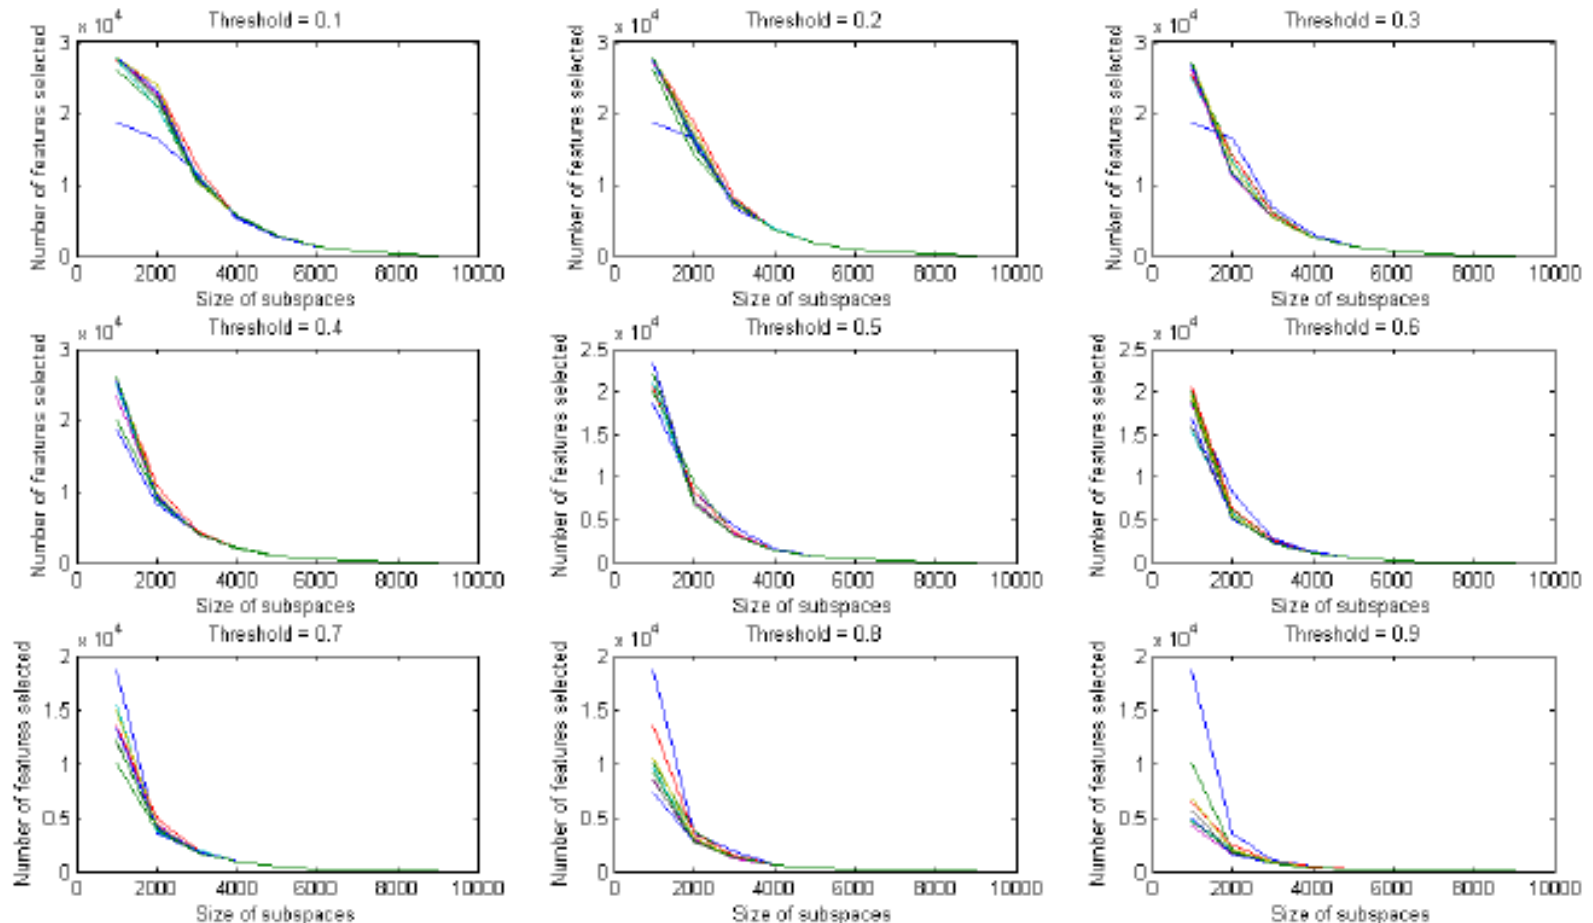 x 10^4 Threshold = 0.1
Number of features selected
3
2
1
0
0 2000 4000 6000 8000 10000
Size of subspaces
x 10^4 Threshold = 0.2
Number of features selected
3
2
1
0
0 2000 4000 6000 8000 10000
Size of subspaces
x 10^4 Threshold = 0.3
Number of features selected
3
2
1
0
0 2000 4000 6000 8000 10000
Size of subspaces
x 10^4 Threshold = 0.4
Number of features selected
3
2
1
0
0 2000 4000 6000 8000 10000
Size of subspaces
x 10^4 Threshold = 0.5
Number of features selected
2.5
2
1.5
1
0.5
0
0 2000 4000 6000 8000 10000
Size of subspaces
x 10^4 Threshold = 0.6
Number of features selected
2.5
2
1.5
1
0.5
0
0 2000 4000 6000 8000 10000
Size of subspaces
x 10^4 Threshold = 0.7
Number of features selected
2
1.5
1
0.5
0
0 2000 4000 6000 8000 10000
Size of subspaces
x 10^4 Threshold = 0.8
Number of features selected
2
1.5
1
0.5
0
0 2000 4000 6000 8000 10000
Size of subspaces
x 10^4 Threshold = 0.9
Number of features selected
2
1.5
1
0.5
0
0 2000 4000 6000 8000 10000
Size of subspaces